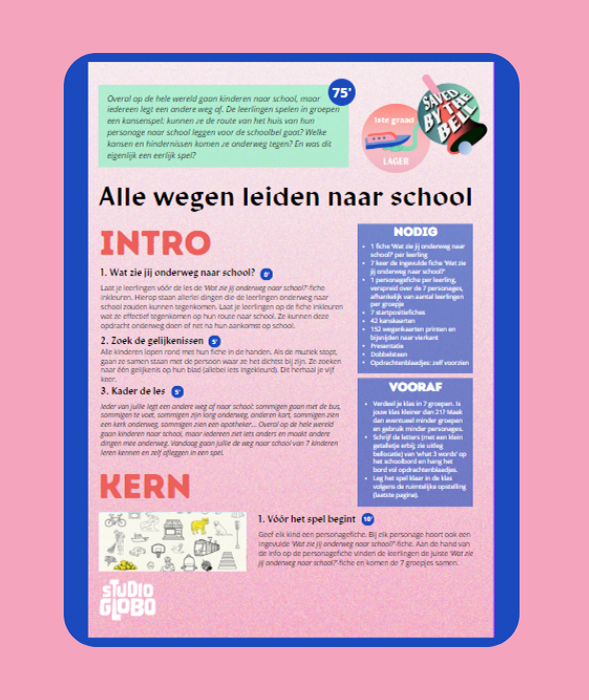 75'
Overal op de hele wereld gaan kinderen naar school, maar
iedereen legt een andere weg af. De leerlingen spelen in groepen
een kansenspel: kunnen ze de route van het huis van hun
personage naar school leggen voor de schoolbel gaat? Welke
kansen en hindernissen komen ze onderweg tegen? En was dit
eigenlijk een eerlijk spel?
1ste graad
LAGER
SAVED
BY THE
BELL
Alle wegen leiden naar school
INTRO
1. Wat zie jij onderweg naar school? 5'
Laat je leerlingen vóór de les de 'Wat zie jij onderweg naar school?'-fiche
inkleuren. Hierop staan allerlei dingen die de leerlingen onderweg naar
school zouden kunnen tegenkomen. Laat je leerlingen op de fiche inkleuren
wat ze effectief tegenkomen op hun route naar school. Ze kunnen deze
opdracht onderweg doen of net na hun aankomst op school.
2. Zoek de gelijkenissen 5'
Alle kinderen lopen rond met hun fiche in de handen. Als de muziek stopt,
gaan ze samen staan met de persoon waar ze het dichtst bij zijn. Ze zoeken
naar één gelijkenis op hun blad (allebei iets ingekleurd). Dit herhaal je vijf
keer.
3. Kader de les 5'
Ieder van jullie legt een andere weg af naar school: sommigen gaan met de bus,
sommigen te voet, sommigen zijn lang onderweg, anderen kort, sommigen zien
een kerk onderweg, sommigen zien een apotheker... Overal op de hele wereld
gaan kinderen naar school, maar iedereen ziet iets anders en maakt andere
dingen mee onderweg. Vandaag gaan jullie de weg naar school van 7 kinderen
leren kennen en zelf afleggen in een spel.
NODIG
• 1 fiche 'Wat zie jij onderweg naar
school?' per leerling
• 7 keer de ingevulde fiche 'Wat zie
jij onderweg naar school?'
• 1 personagefiche per leerling,
verspreid over de 7 personages,
afhankelijk van aantal leerlingen
per groepje
• 7 startpositiefiches
• 42 kanskaarten
• 152 wegenkaarten printen en
bijsnijden naar vierkant
• Presentatie
• Dobbelsteen
• Opdrachtenblaadjes: zelf voorzien
VOORAF
• Verdeel je klas in 7 groepen. Is
jouw klas kleiner dan 21? Maak
dan eventueel minder groepen
en gebruik minder personages.
• Schrijf de letters (met een klein
getalletje erbij; zie uitleg
bellocatie) van 'what 3 words' op
het schoolbord en hang het
bord vol opdrachtenblaadjes.
• Leg het spel klaar in de klas
volgens de ruimtelijke opstelling
(laatste pagina).
KERN
1. Vóór het spel begint 10'
Geef elk kind een personagefiche. Bij elk personage hoort ook een
ingevulde 'Wat zie jij onderweg naar school?'-fiche. Aan de hand van
de info op de personagefiche vinden de leerlingen de juiste 'Wat zie
jij onderweg naar school?'-fiche en komen de 7 groepjes samen.
STUDIO
GLOBO